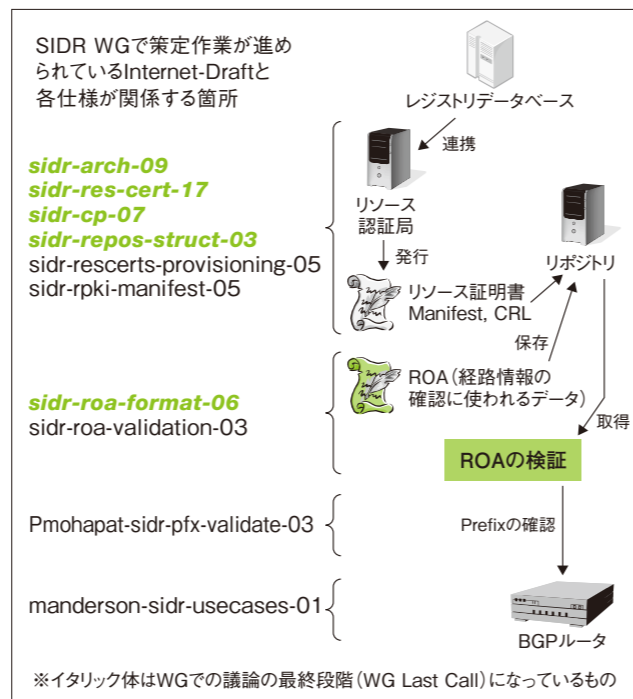 SIDR WGで策定作業が進め
られているInternet-Draftと
各仕様が関係する箇所
レジストリデータベース
連携
sidr-arch-09
sidr-res-cert-17
sidr-cp-07
sidr-repos-struct-03
sidr-rescerts-provisioning-05
sidr-rpki-manifest-05
リソース
認証局
発行
リポジトリ
リソース証明書
Manifest, CRL
保存
ROA（経路情報の
確認に使われるデータ）
sidr-roa-format-06
sidr-roa-validation-03
取得
ROAの検証
Pmohapat-sidr-pfx-validate-03
Prefixの確認
manderson-sidr-usecases-01
BGPルータ
※イタリック体はWGでの議論の最終段階（WG Last Call）になっているもの